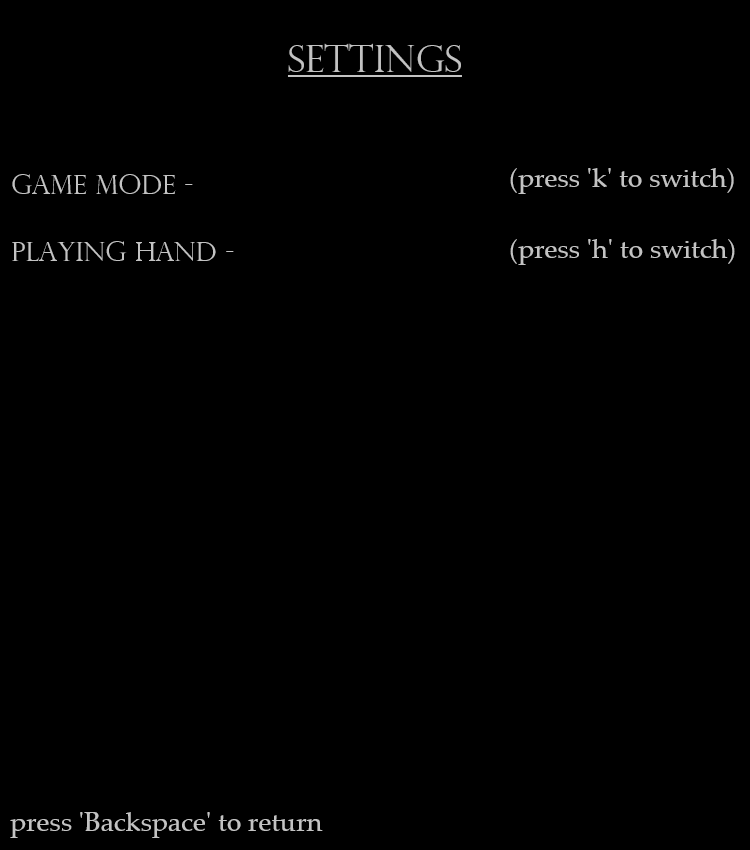 SETTINGS
GAME MODE - (press 'k' to switch)
PLAYING HAND - (press 'h' to switch)
press 'Backspace' to return